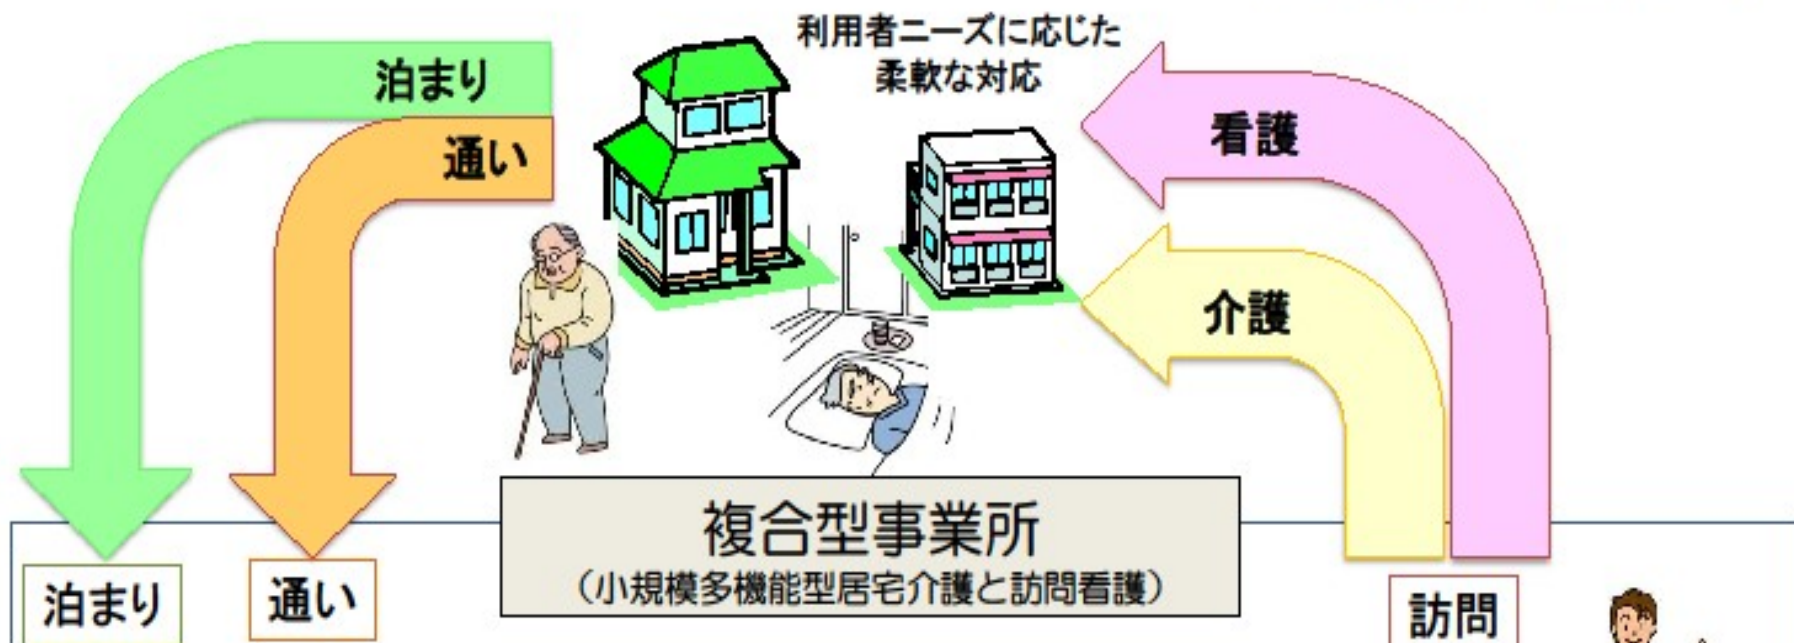 利用者ニーズに応じた
柔軟な対応
泊まり
通い
看護
介護
複合型事業所
（小規模多機能型居宅介護と訪問看護）
泊まり
通い
訪問